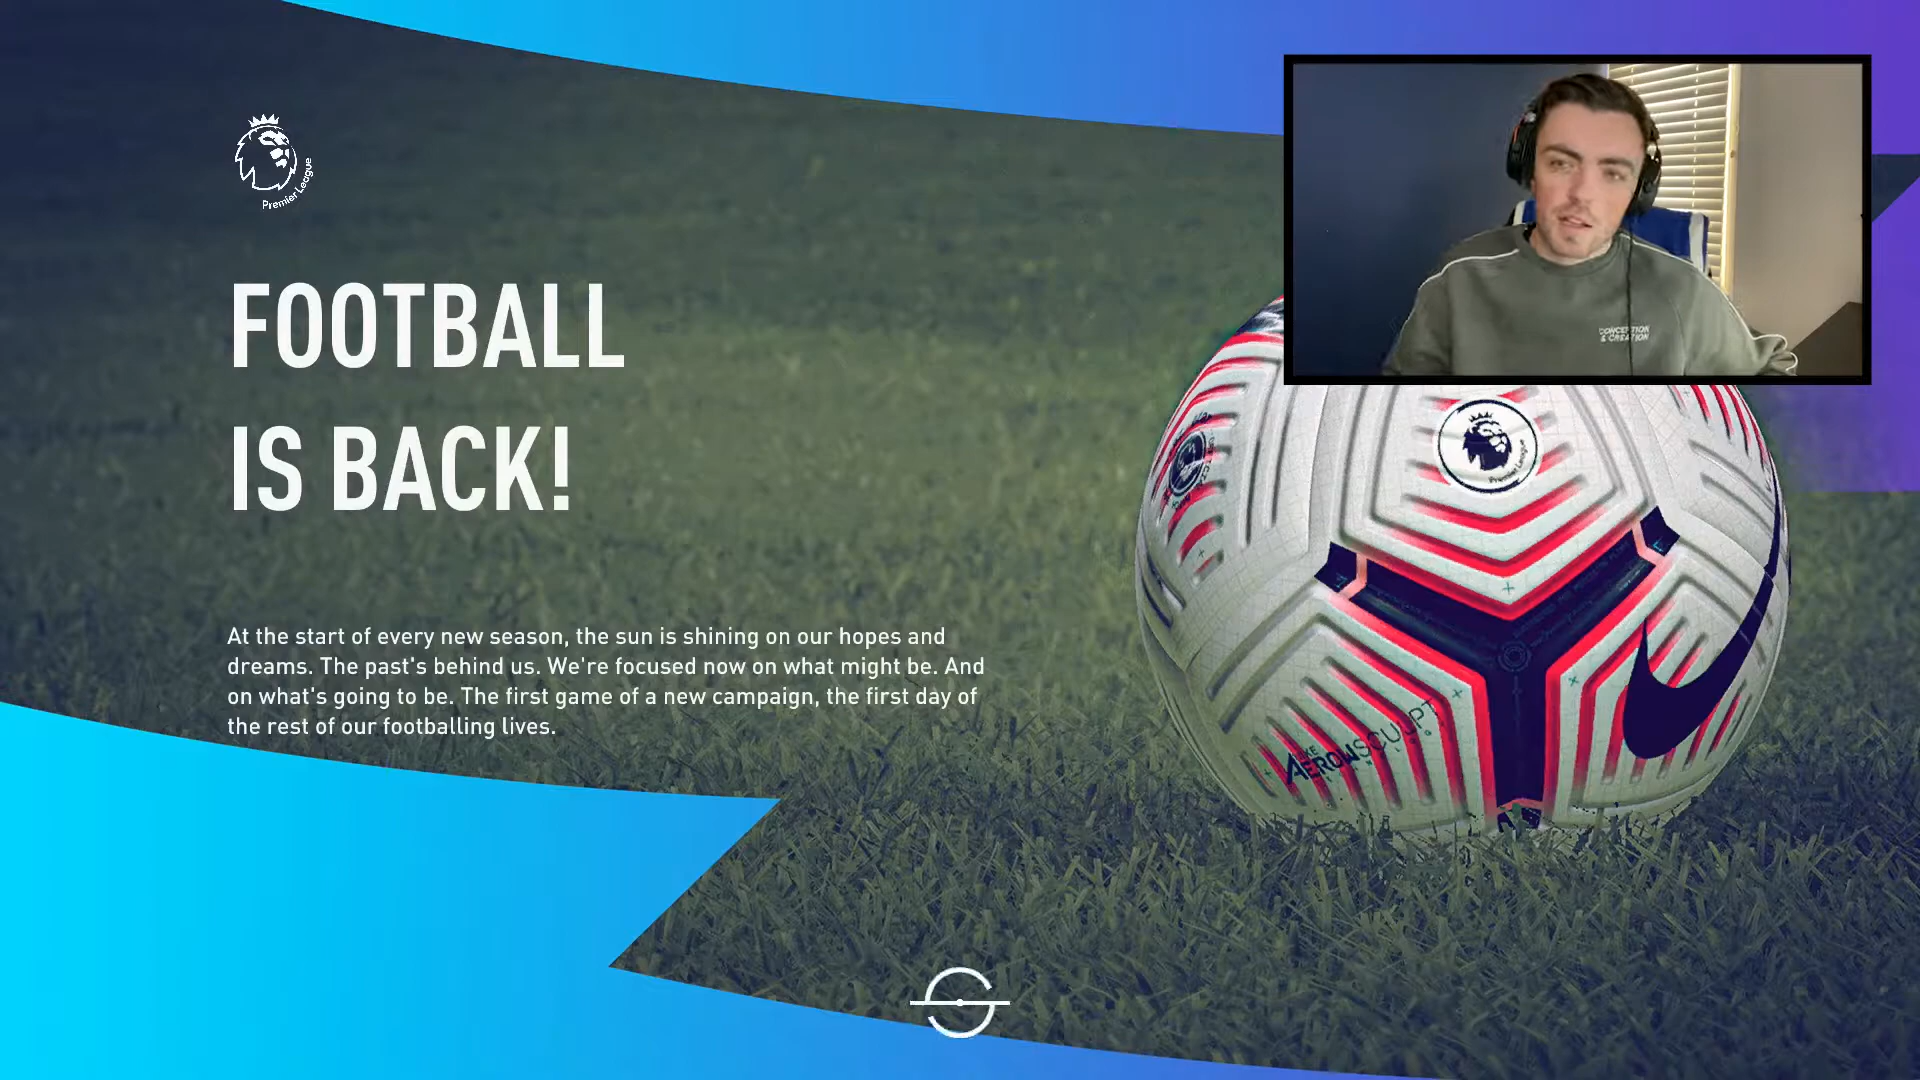 Premier League
FOOTBALL
IS BACK!
At the start of every new season, the sun is shining on our hopes and
dreams. The past's behind us. We're focused now on what might be. And
on what's going to be. The first game of a new campaign, the first day of
the rest of our footballing lives.
CONCEPTION
& CREATION
Premier League
NIKE
AEROWSCULPT